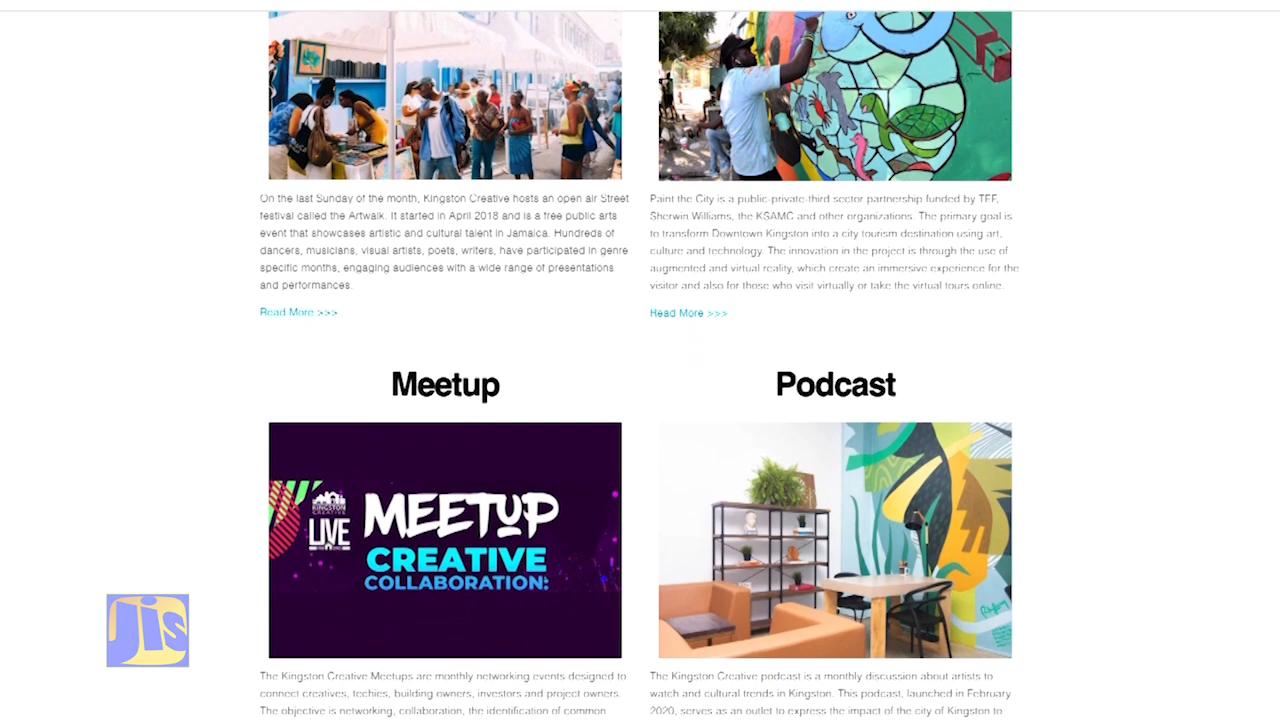 On the last Sunday of the month, Kingston Creative hosts an open air Street
festival called the Artwalk. It started in April 2018 and is a free public arts
event that showcases artistic and cultural talent in Jamaica. Hundreds of
dancers, musicians, visual artists, poets, writers, have participated in genre
specific months, engaging audiences with a wide range of presentations
and performances.
Read More >>>
Paint the City is a public-private-third sector partnership funded by TEF,
Sherwin Williams, the KSAMC and other organizations. The primary goal is
to transform Downtown Kingston into a city tourism destination using art,
culture and technology. The innovation in the project is through the use of
augmented and virtual reality, which create an immersive experience for the
visitor and also for those who visit virtually or take the virtual tours online.
Read More >>>
Meetup
KINGSTON
CREATIVE
LIVE
MEETUP
CREATIVE
COLLABORATION:
The Kingston Creative Meetups are monthly networking events designed to
connect creatives, techies, building owners, investors and project owners.
The objective is networking, collaboration, the identification of common
Podcast
The Kingston Creative podcast is a monthly discussion about artists to
watch and cultural trends in Kingston. This podcast, launched in February
2020, serves as an outlet to express the impact of the city of Kingston to
Jis